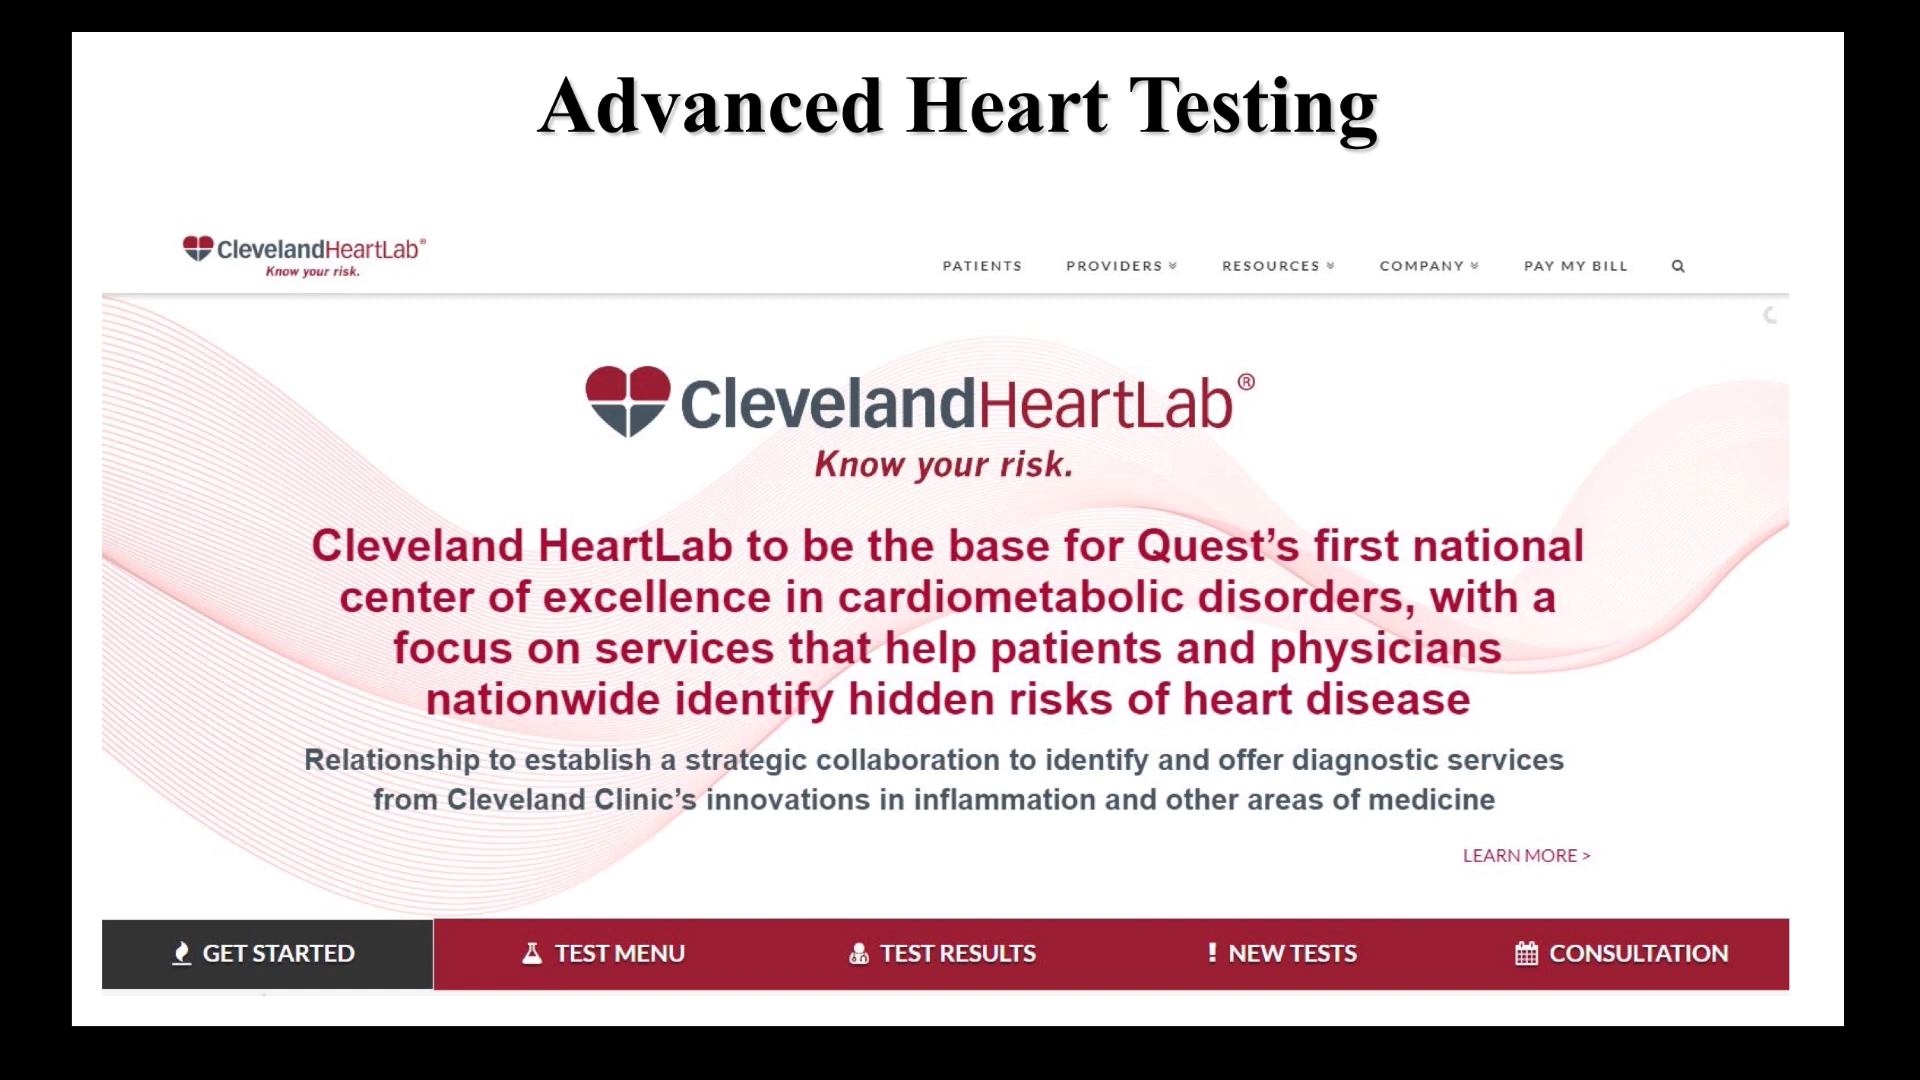 Advanced Heart Testing
ClevelandHeartLab®
Know your risk.
PATIENTS PROVIDERS RESOURCES COMPANY PAY MY BILL
ClevelandHeartLab®
Know your risk.
Cleveland HeartLab to be the base for Quest’s first national
center of excellence in cardiometabolic disorders, with a
focus on services that help patients and physicians
nationwide identify hidden risks of heart disease
Relationship to establish a strategic collaboration to identify and offer diagnostic services
from Cleveland Clinic’s innovations in inflammation and other areas of medicine
LEARN MORE >
GET STARTED TEST MENU TEST RESULTS NEW TESTS CONSULTATION